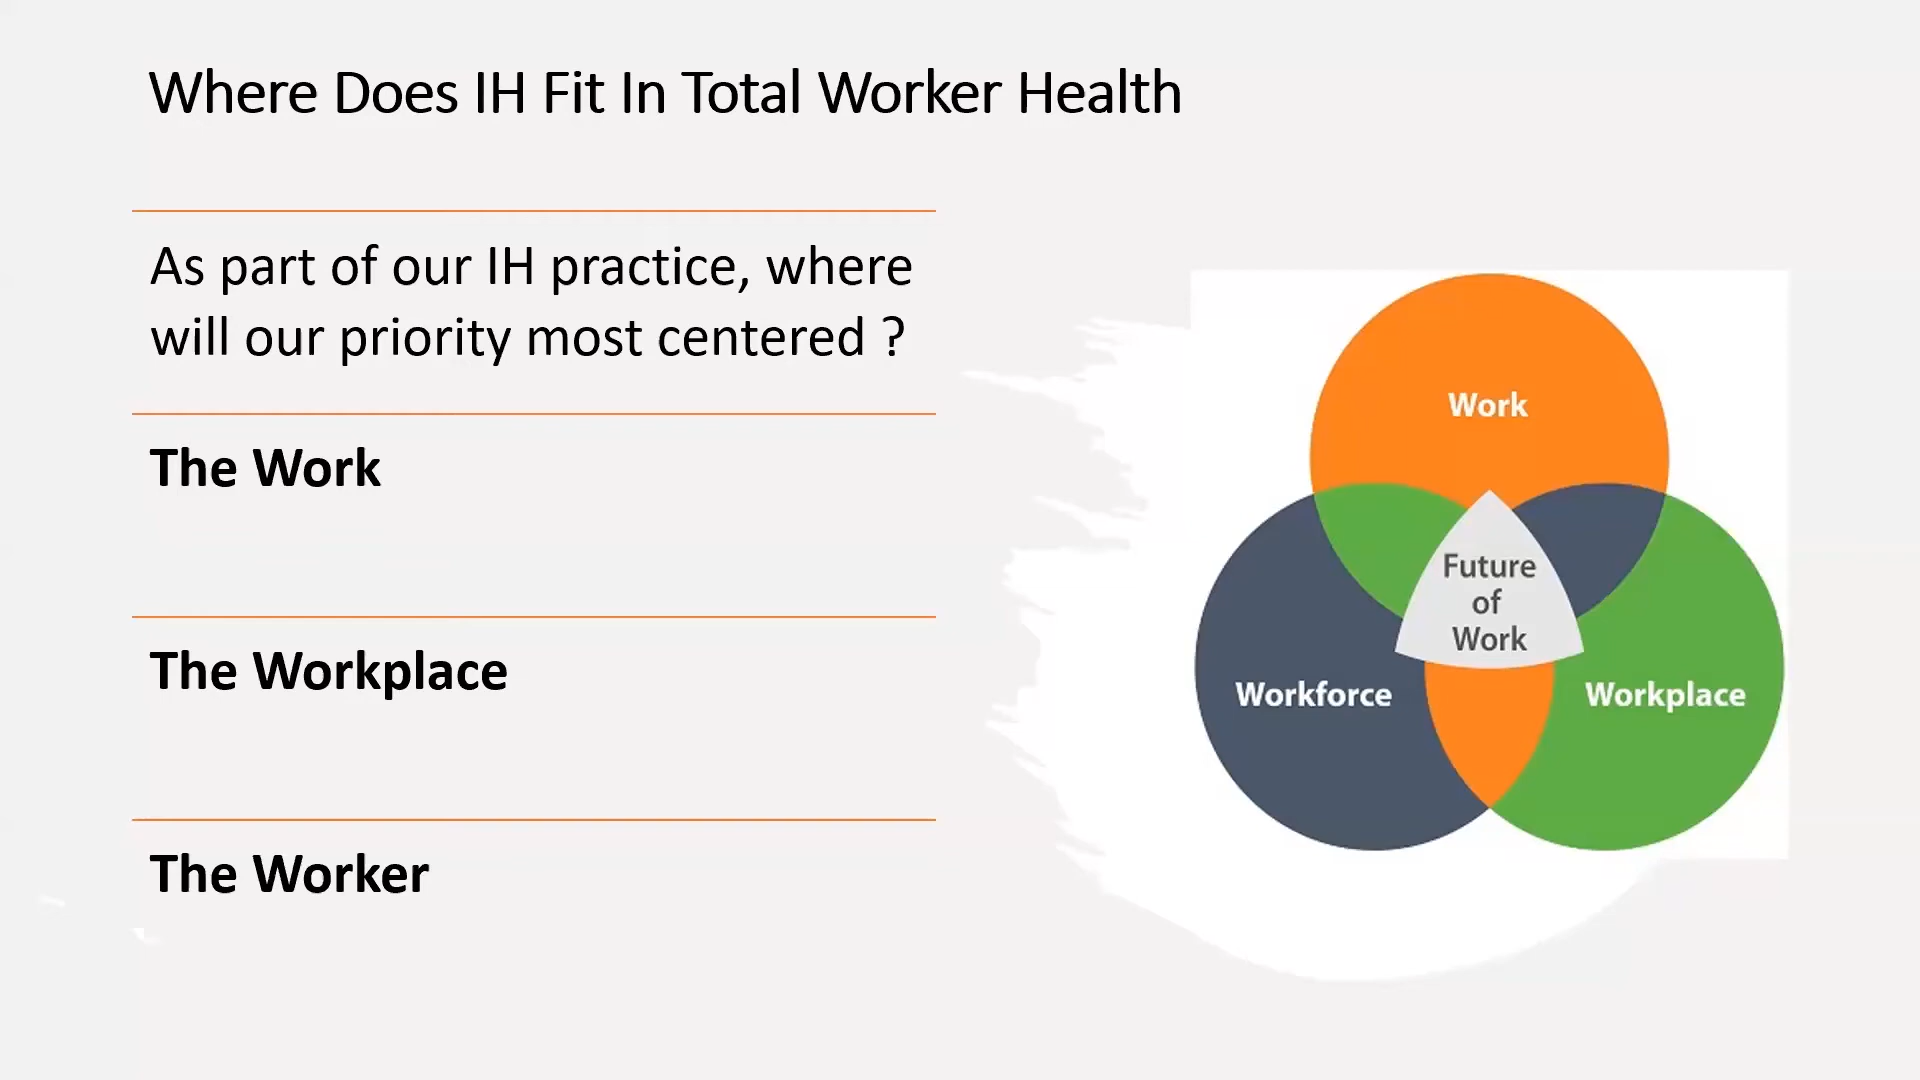 Where Does IH Fit In Total Worker Health
As part of our IH practice, where
will our priority most centered ?
The Work
The Workplace
The Worker
Work
Future
of
Work
Workforce
Workplace